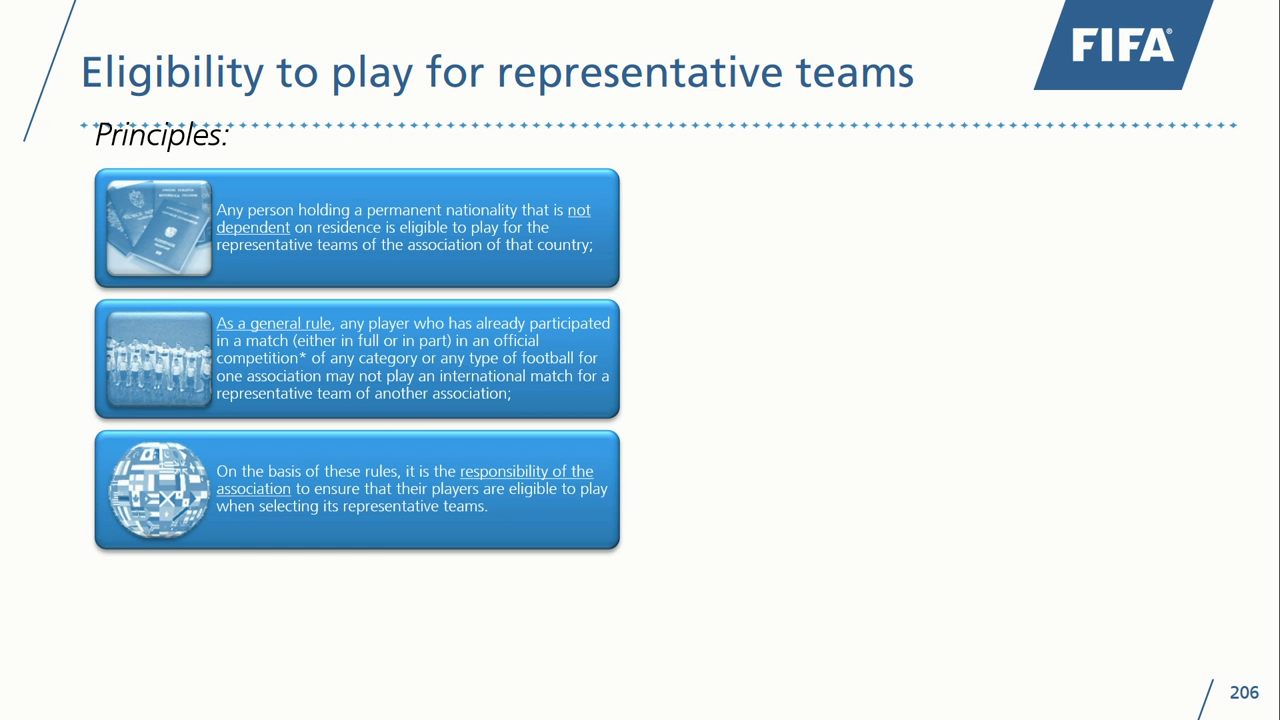 Eligibility to play for representative teams
FIFA®
Principles:
Any person holding a permanent nationality that is not
dependent on residence is eligible to play for the
representative teams of the association of that country;
As a general rule, any player who has already participated
in a match (either in full or in part) in an official
competition* of any category or any type of football for
one association may not play an international match for a
representative team of another association;
On the basis of these rules, it is the responsibility of the
association to ensure that their players are eligible to play
when selecting its representative teams.
206